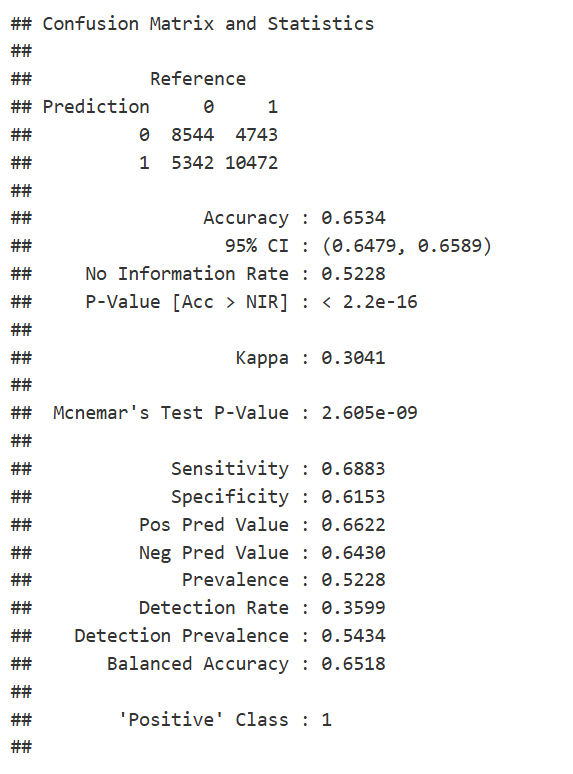 ## Confusion Matrix and Statistics
##
##           Reference
## Prediction     0     1
##          0  8544  4743
##          1  5342 10472
##
##                Accuracy : 0.6534
##                  95% CI : (0.6479, 0.6589)
##     No Information Rate : 0.5228
##     P-Value [Acc > NIR] : < 2.2e-16
##
##                   Kappa : 0.3041
##
##  Mcnemar's Test P-Value : 2.605e-09
##
##             Sensitivity : 0.6883
##             Specificity : 0.6153
##          Pos Pred Value : 0.6622
##          Neg Pred Value : 0.6430
##              Prevalence : 0.5228
##          Detection Rate : 0.3599
##    Detection Prevalence : 0.5434
##       Balanced Accuracy : 0.6518
##
##        'Positive' Class : 1
##